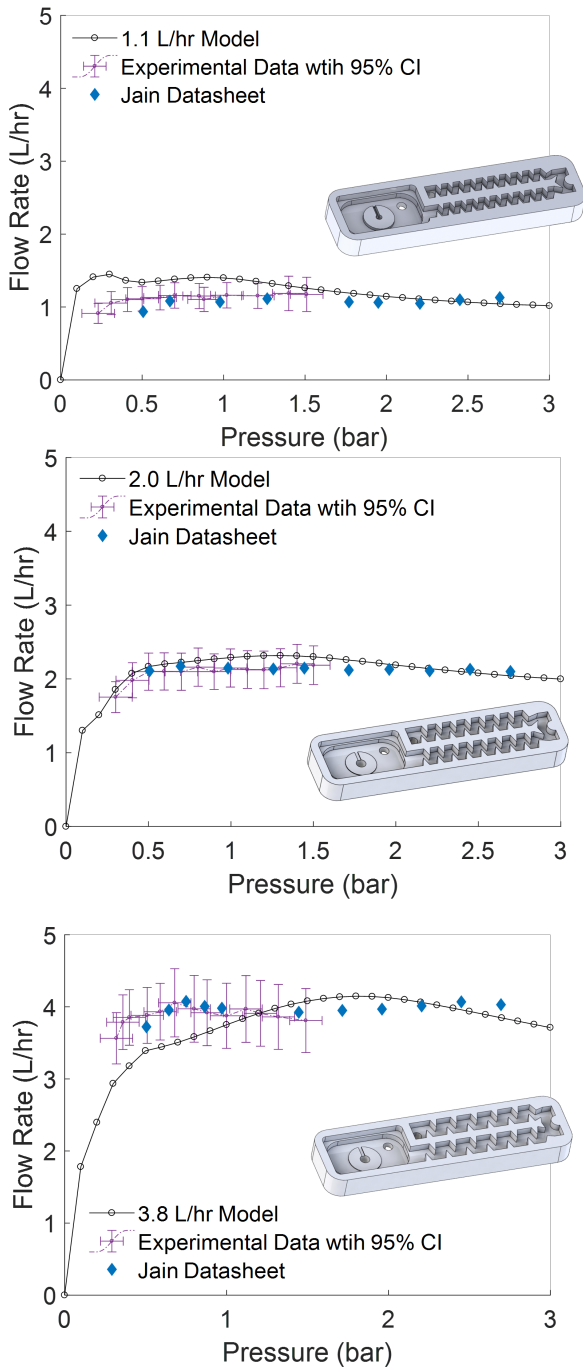 5
1.1 L/hr Model
Experimental Data wtih 95% CI
4
Jain Datasheet
3
Flow Rate (L/hr)
2
1
0
0 0.5 1 1.5 2 2.5 3
Pressure (bar)
5
2.0 L/hr Model
Experimental Data wtih 95% CI
4
Jain Datasheet
3
Flow Rate (L/hr)
2
1
0
0 0.5 1 1.5 2 2.5 3
Pressure (bar)
5
4
3
Flow Rate (L/hr)
2
1
3.8 L/hr Model
Experimental Data wtih 95% CI
Jain Datasheet
0
0 1 2 3
Pressure (bar)